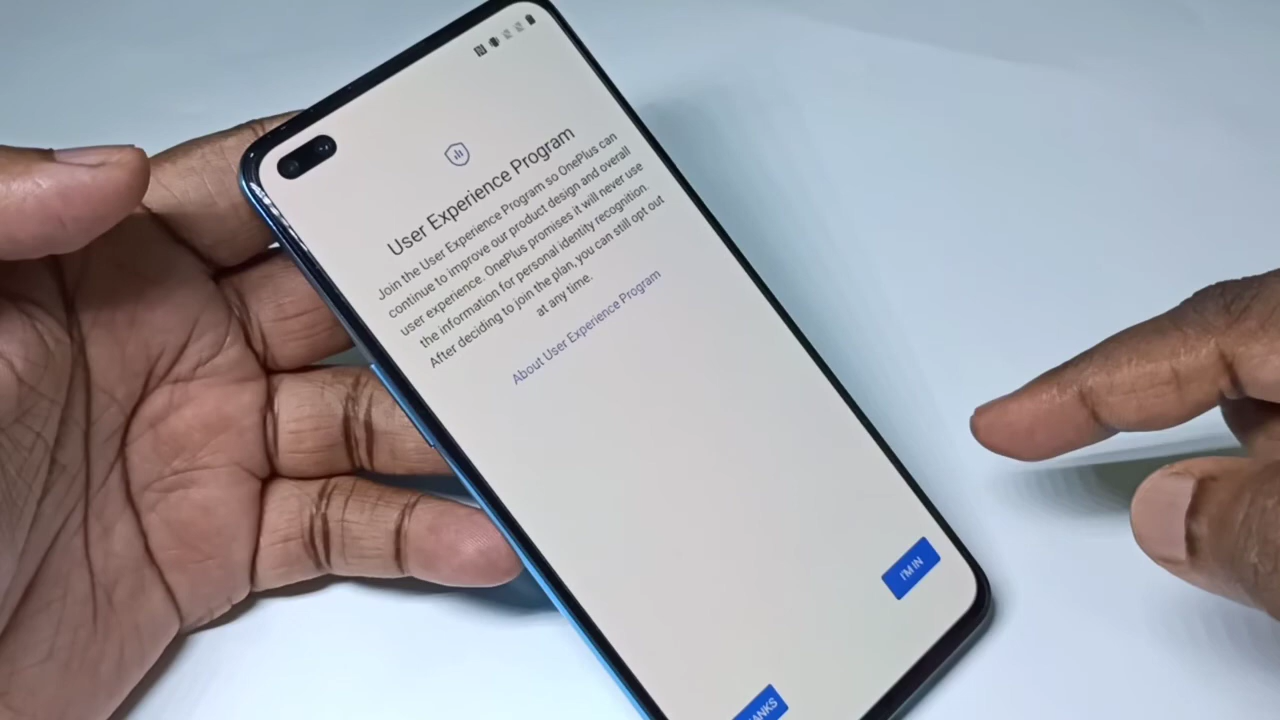 User Experience Program
Join the User Experience Program so OnePlus can
continue to improve our product design and overall
user experience. OnePlus promises it will never use
the information for personal identity recognition.
After deciding to join the plan, you can still opt out
at any time.
About User Experience Program
I'M IN
HANKS